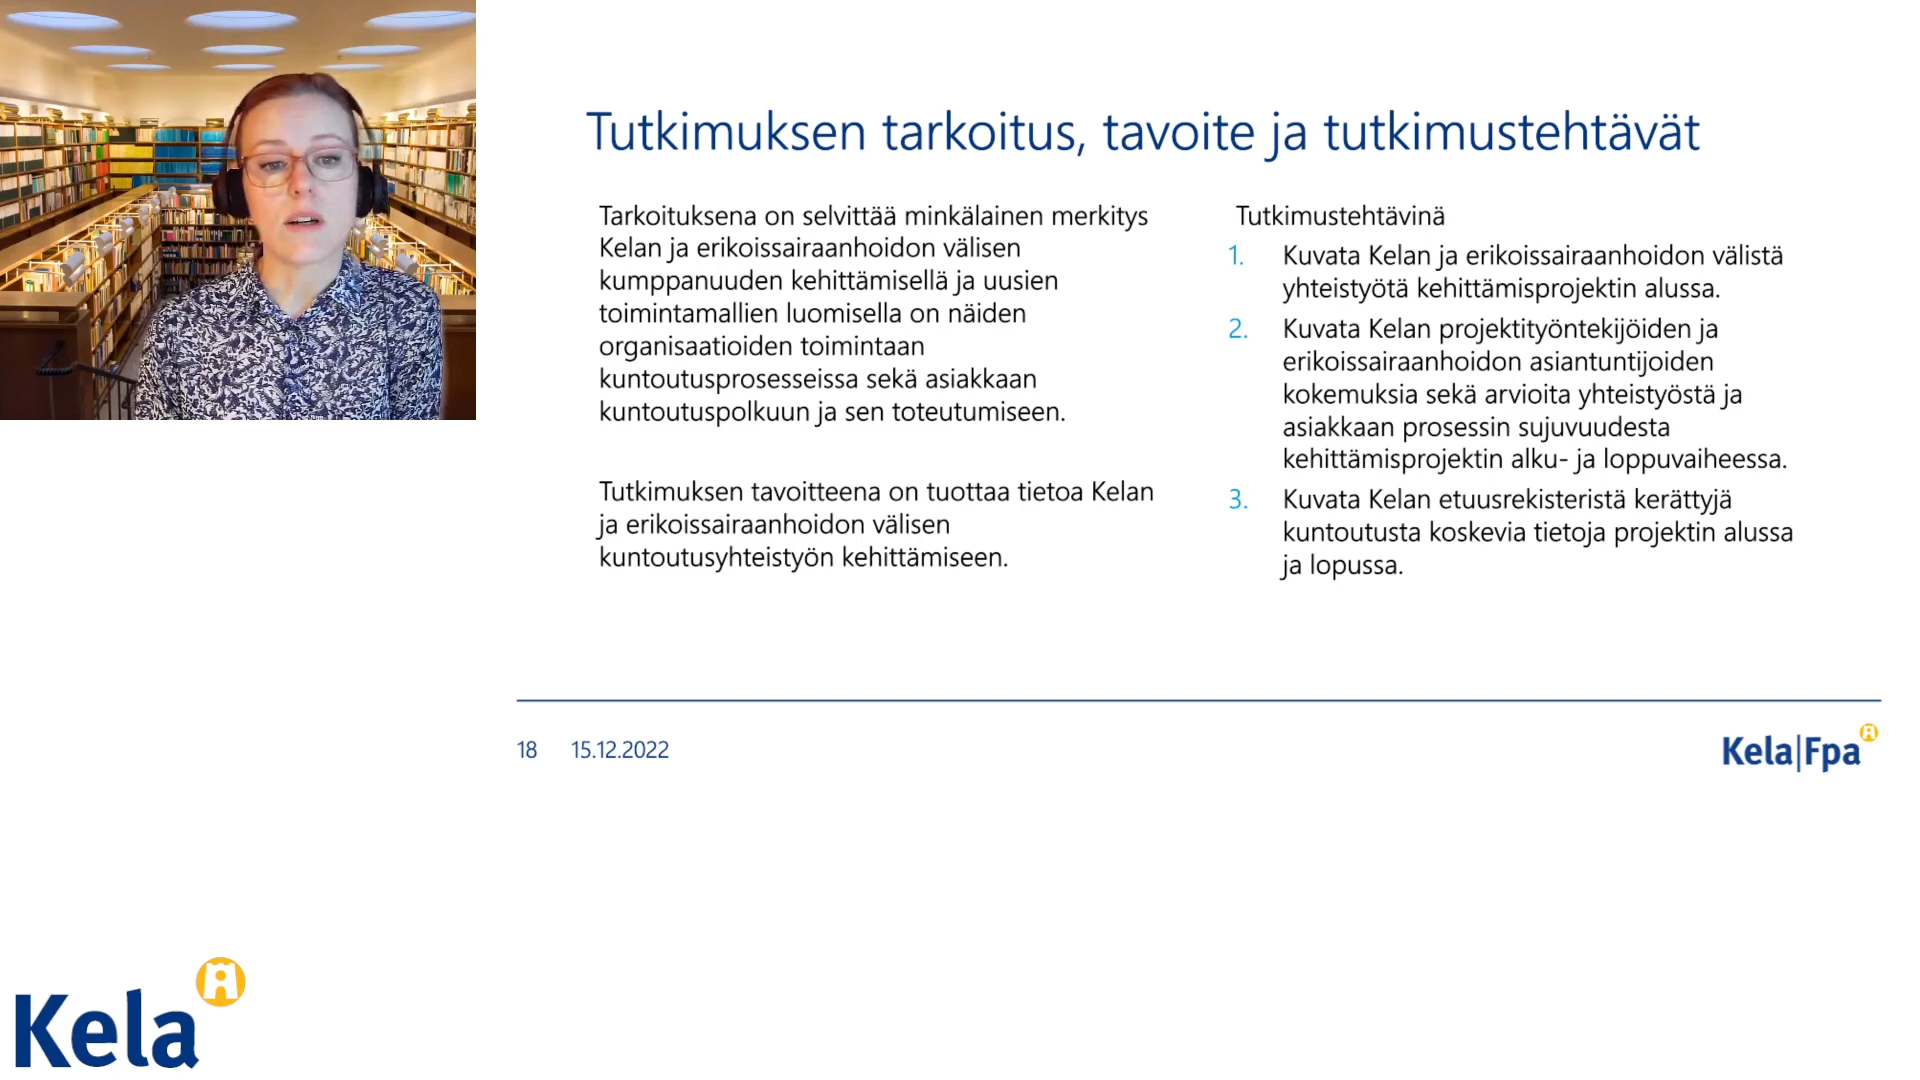 Tutkimuksen tarkoitus, tavoite ja tutkimustehtävät
Tarkoituksena on selvittää minkälainen merkitys
Kelan ja erikoissairaanhoidon välisen
kumppanuuden kehittämisellä ja uusien
toimintamallien luomisella on näiden
organisaatioiden toimintaan
kuntoutusprosesseissa sekä asiakkaan
kuntoutuspolkuun ja sen toteutumiseen.
Tutkimuksen tavoitteena on tuottaa tietoa Kelan
ja erikoissairaanhoidon välisen
kuntoutusyhteistyön kehittämiseen.
Tutkimustehtävinä
1. Kuvata Kelan ja erikoissairaanhoidon välistä
yhteistyötä kehittämisprojektin alussa.
2. Kuvata Kelan projektityöntekijöiden ja
erikoissairaanhoidon asiantuntijoiden
kokemuksia sekä arvioita yhteistyöstä ja
asiakkaan prosessin sujuvuudesta
kehittämisprojektin alku- ja loppuvaiheessa.
3. Kuvata Kelan etuusrekisteristä kerättyjä
kuntoutusta koskevia tietoja projektin alussa
ja lopussa.
18 15.12.2022
Kela|Fpa
Kela